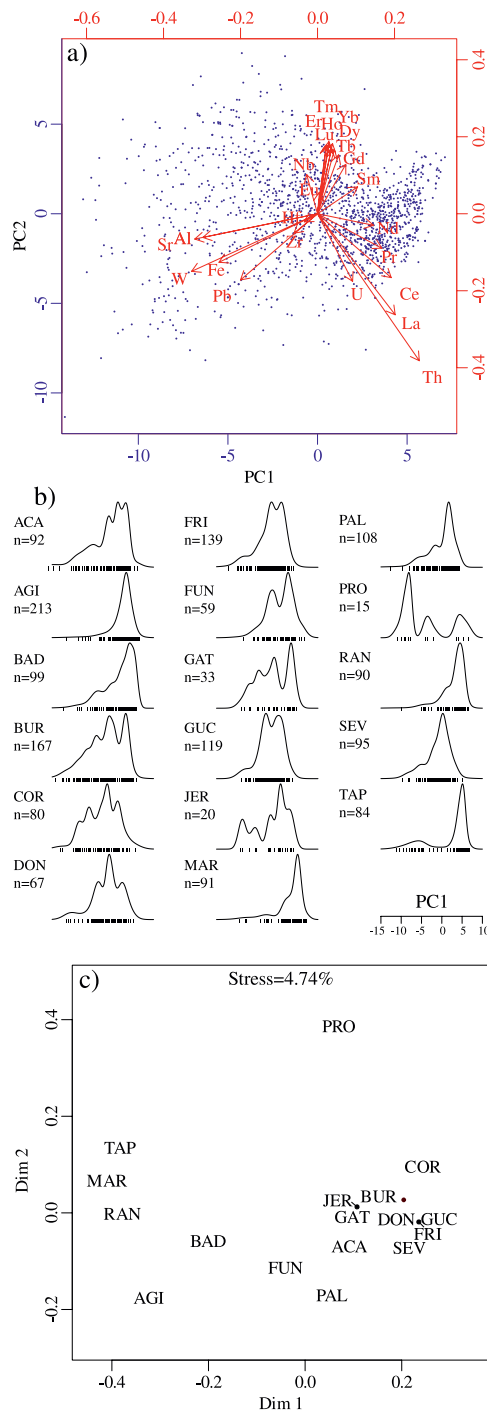 -0.6 -0.4 -0.2 0.0 0.2
a)
Tm
Er Ho Yb
Lu Dy
Tb
Nb Gd
Eu Sm
Nd
Sr Al Zr Pr
W Fe
Pb U Ce
La
Th
0.4
0.2
0.0
-0.2
-0.4
5
0
-5
-10
PC2
-10 -5 0 5
PC1
b)
ACA
n=92
AGI
n=213
BAD
n=99
BUR
n=167
COR
n=80
DON
n=67
FRI
n=139
FUN
n=59
GAT
n=33
GUC
n=119
JER
n=20
MAR
n=91
PAL
n=108
PRO
n=15
RAN
n=90
SEV
n=95
TAP
n=84
PC1
-15 -10 -5 0 5 10
c)
Stress=4.74%
PRO
TAP COR
MAR JER BUR
RAN GAT DON GUC
BAD ACA FRI
FUN SEV
AGI PAL
0.4
0.2
0.0
-0.2
Dim 2
-0.4 -0.2 0.0 0.2
Dim 1